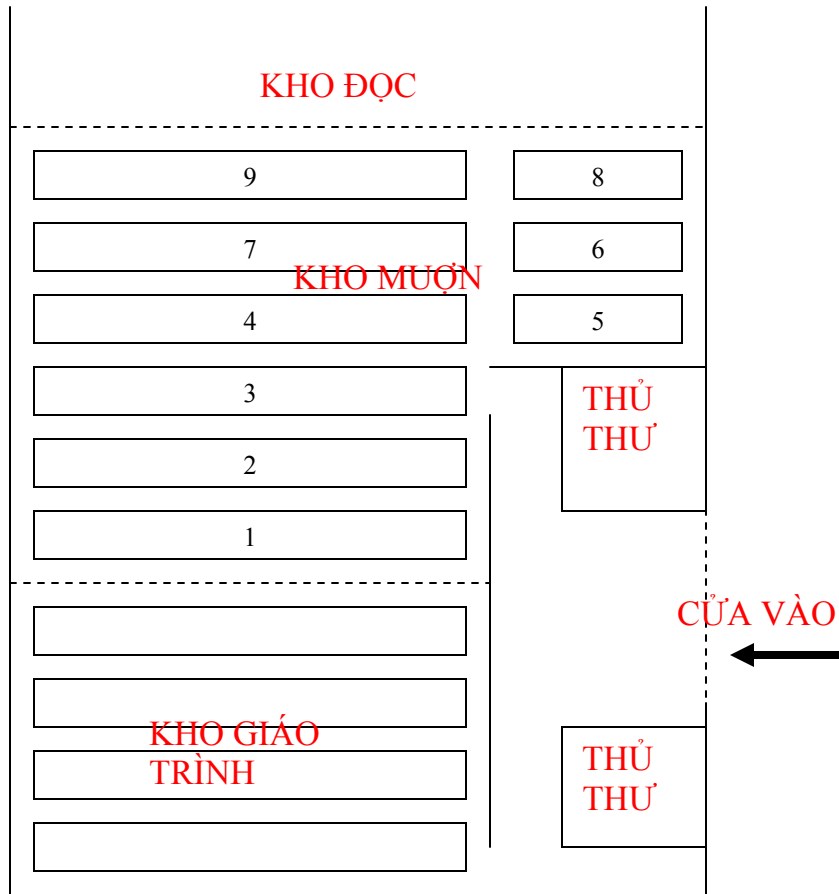 KHO ĐỌC
9
8
7
6
KHO MUỢN
4
5
3
THỦ
THƯ
2
1
CỬA VÀO
KHO GIÁO
TRÌNH
THỦ
THƯ